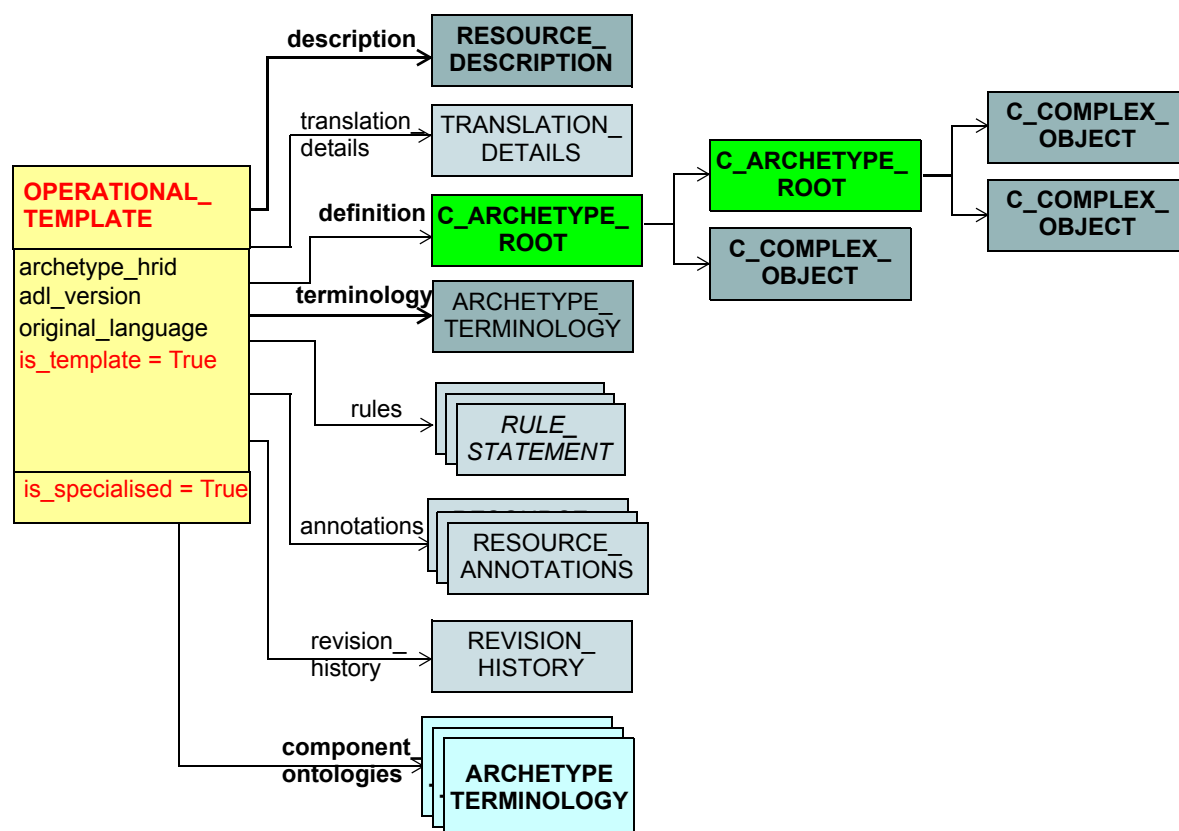 description
RESOURCE_
DESCRIPTION
translation_
details
TRANSLATION_
DETAILS
OPERATIONAL_
TEMPLATE
archetype_hrid
adl_version
original_language
is_template = True
is_specialised = True
definition
C_ARCHETYPE_
ROOT
C_ARCHETYPE_
ROOT
C_COMPLEX_
OBJECT
C_COMPLEX_
OBJECT
C_COMPLEX_
OBJECT
terminology
ARCHETYPE_
TERMINOLOGY
rules
RULE_
STATEMENT
annotations
RESOURCE_
ANNOTATIONS
revision_
history
REVISION_
HISTORY
component_
ontologies
ARCHETYPE
TERMINOLOGY